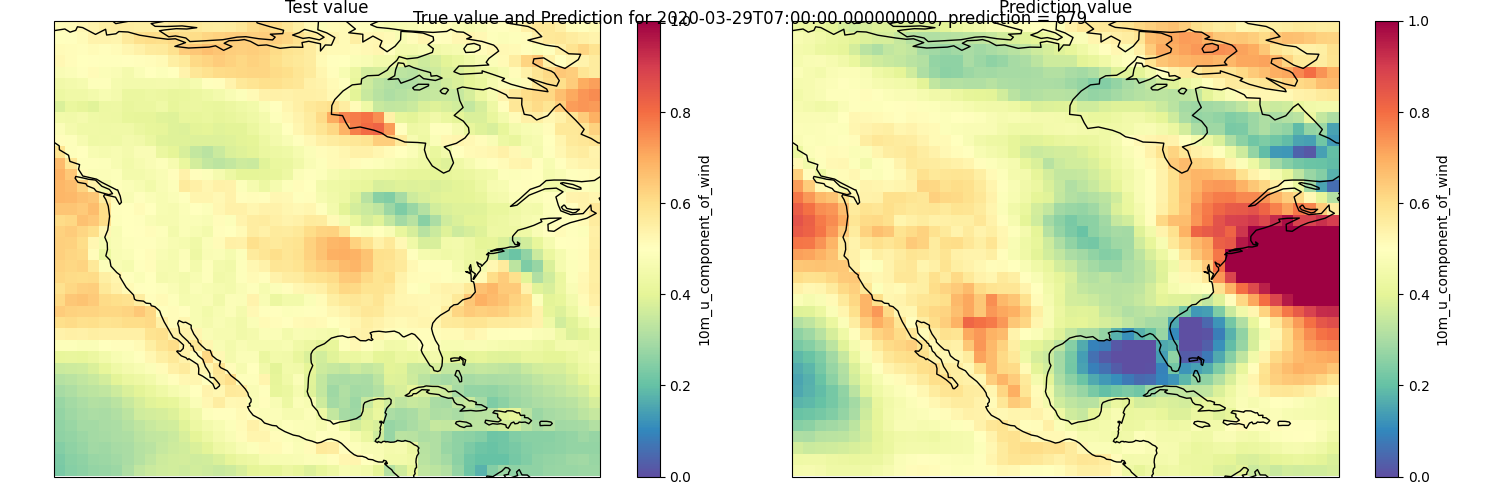 Test value
True value and Prediction for 2020-03-29T07:00:00.000000000, prediction = 679
Prediction value
1.0
0.8
0.6
0.4
0.2
0.0
10m_u_component_of_wind
1.0
0.8
0.6
0.4
0.2
0.0
10m_u_component_of_wind